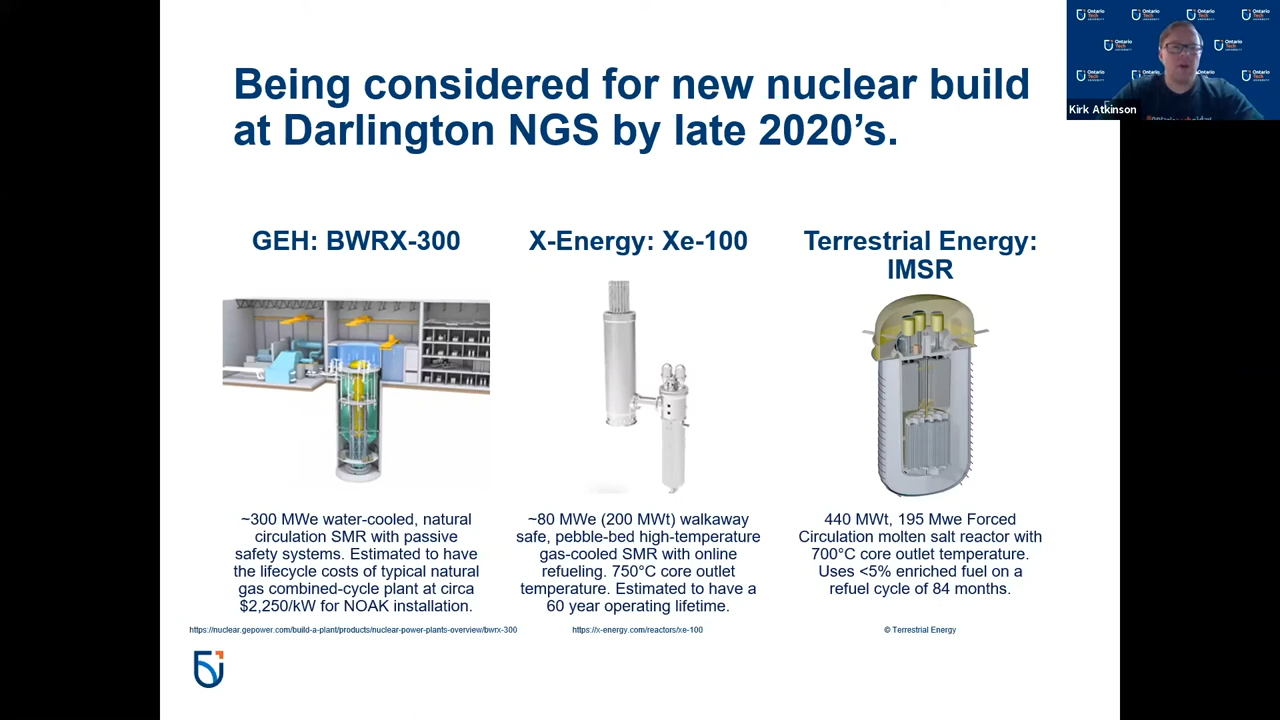 Being considered for new nuclear build
at Darlington NGS by late 2020's.
GEH: BWRX-300
~300 MWe water-cooled, natural
circulation SMR with passive
safety systems. Estimated to have
the lifecycle costs of typical natural
gas combined-cycle plant at circa
$2,250/kW for NOAK installation.
https://nuclear.gepower.com/build-a-plant/products/nuclear-power-plants-overview/bwrx-300
X-Energy: Xe-100
~80 MWe (200 MWt) walkaway
safe, pebble-bed high-temperature
gas-cooled SMR with online
refueling. 750°C core outlet
temperature. Estimated to have a
60 year operating lifetime.
https://x-energy.com/reactors/xe-100
Terrestrial Energy:
IMSR
440 MWt, 195 Mwe Forced
Circulation molten salt reactor with
700°C core outlet temperature.
Uses <5% enriched fuel on a
refuel cycle of 84 months.
© Terrestrial Energy
Kirk Atkinson
Ontario
Tech
UNIVERSITY